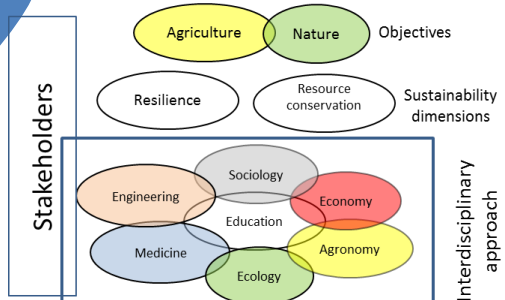 Agriculture
Nature
Objectives
Resilience
Resource
conservation
Sustainability
dimensions
Stakeholders
Sociology
Engineering
Economy
Education
Medicine
Agronomy
Ecology
Interdisciplinary
approach